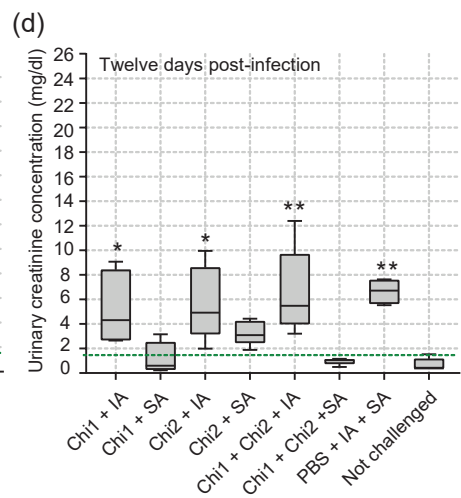 (d)
Twelve days post-infection
Urinary creatinine concentration (mg/dl)
26
24
22
20
18
16
14
12
10
8
6
4
2
0
*
*
**
**
Chi1 + IA
Chi1 + SA
Chi2 + IA
Chi2 + SA
Chi1 + Chi2 + IA
Chi1 + Chi2 +SA
PBS + IA + SA
Not challenged